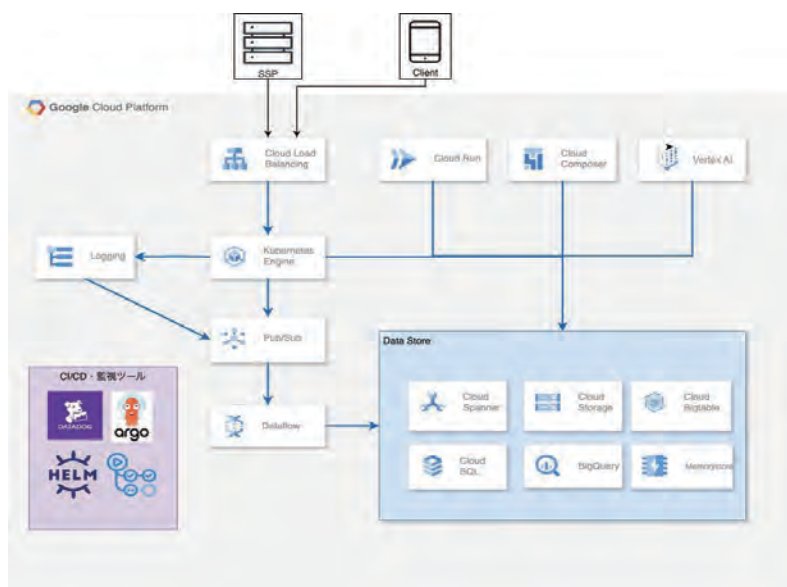 SSP
Client
Google Cloud Platform
Cloud Load
Balancing
Cloud Run
Cloud
Composer
Vertex AI
Logging
Kubernetes
Engine
Pub/Sub
Data Store
CI/CD・監視ツール
DATADOG
argo
HELM
Dataflow
Cloud
Spanner
Cloud
Storage
Cloud
Bigtable
Cloud
SQL
BigQuery
Memorystore